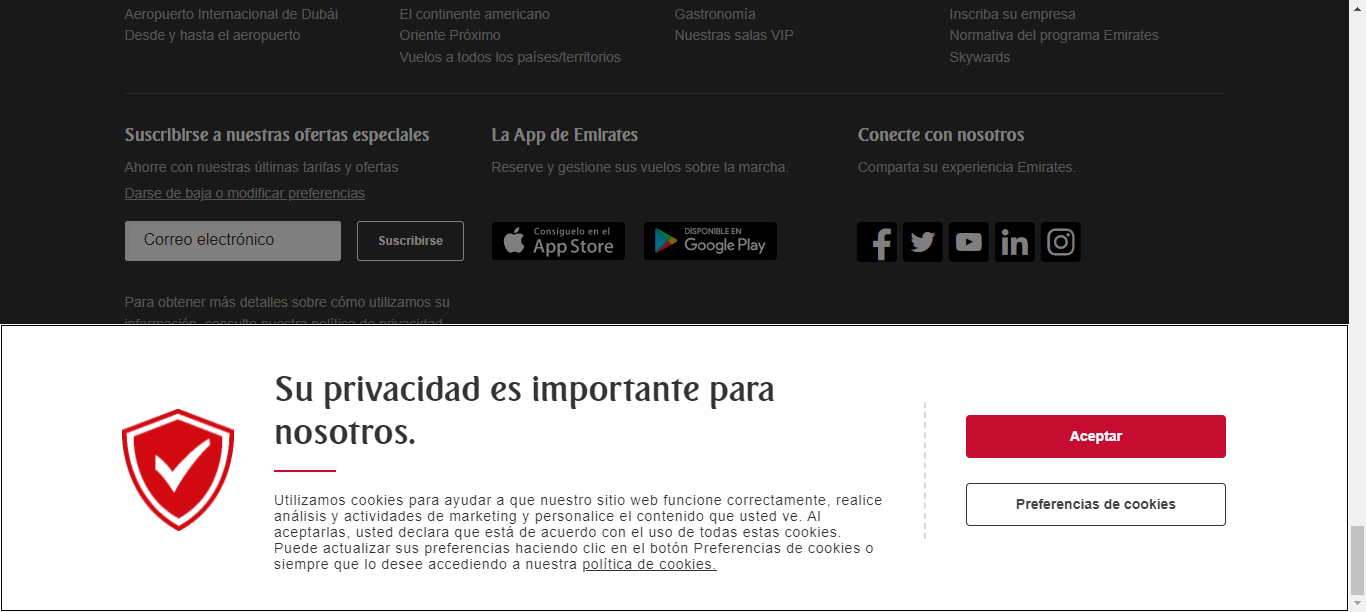 Aeropuerto Internacional de Dubái
El continente americano
Gastronomía
Inscriba su empresa
Desde y hasta el aeropuerto
Oriente Próximo
Nuestras salas VIP
Normativa del programa Emirates
Vuelos a todos los países/territorios
Skywards
Suscribirse a nuestras ofertas especiales
Ahorre con nuestras últimas tarifas y ofertas
Darse de baja o modificar preferencias
Correo electrónico
Suscribirse
Para obtener más detalles sobre cómo utilizamos su
información, consulte nuestra política de privacidad
La App de Emirates
Reserve y gestione sus vuelos sobre la marcha.
Consíguelo en el
App Store
DISPONIBLE EN
Google Play
Conecte con nosotros
Comparta su experiencia Emirates.
Su privacidad es importante para
nosotros.
Utilizamos cookies para ayudar a que nuestro sitio web funcione correctamente, realice
análisis y actividades de marketing y personalice el contenido que usted ve. Al
aceptarlas, usted declara que está de acuerdo con el uso de todas estas cookies.
Puede actualizar sus preferencias haciendo clic en el botón Preferencias de cookies o
siempre que lo desee accediendo a nuestra política de cookies.
Aceptar
Preferencias de cookies